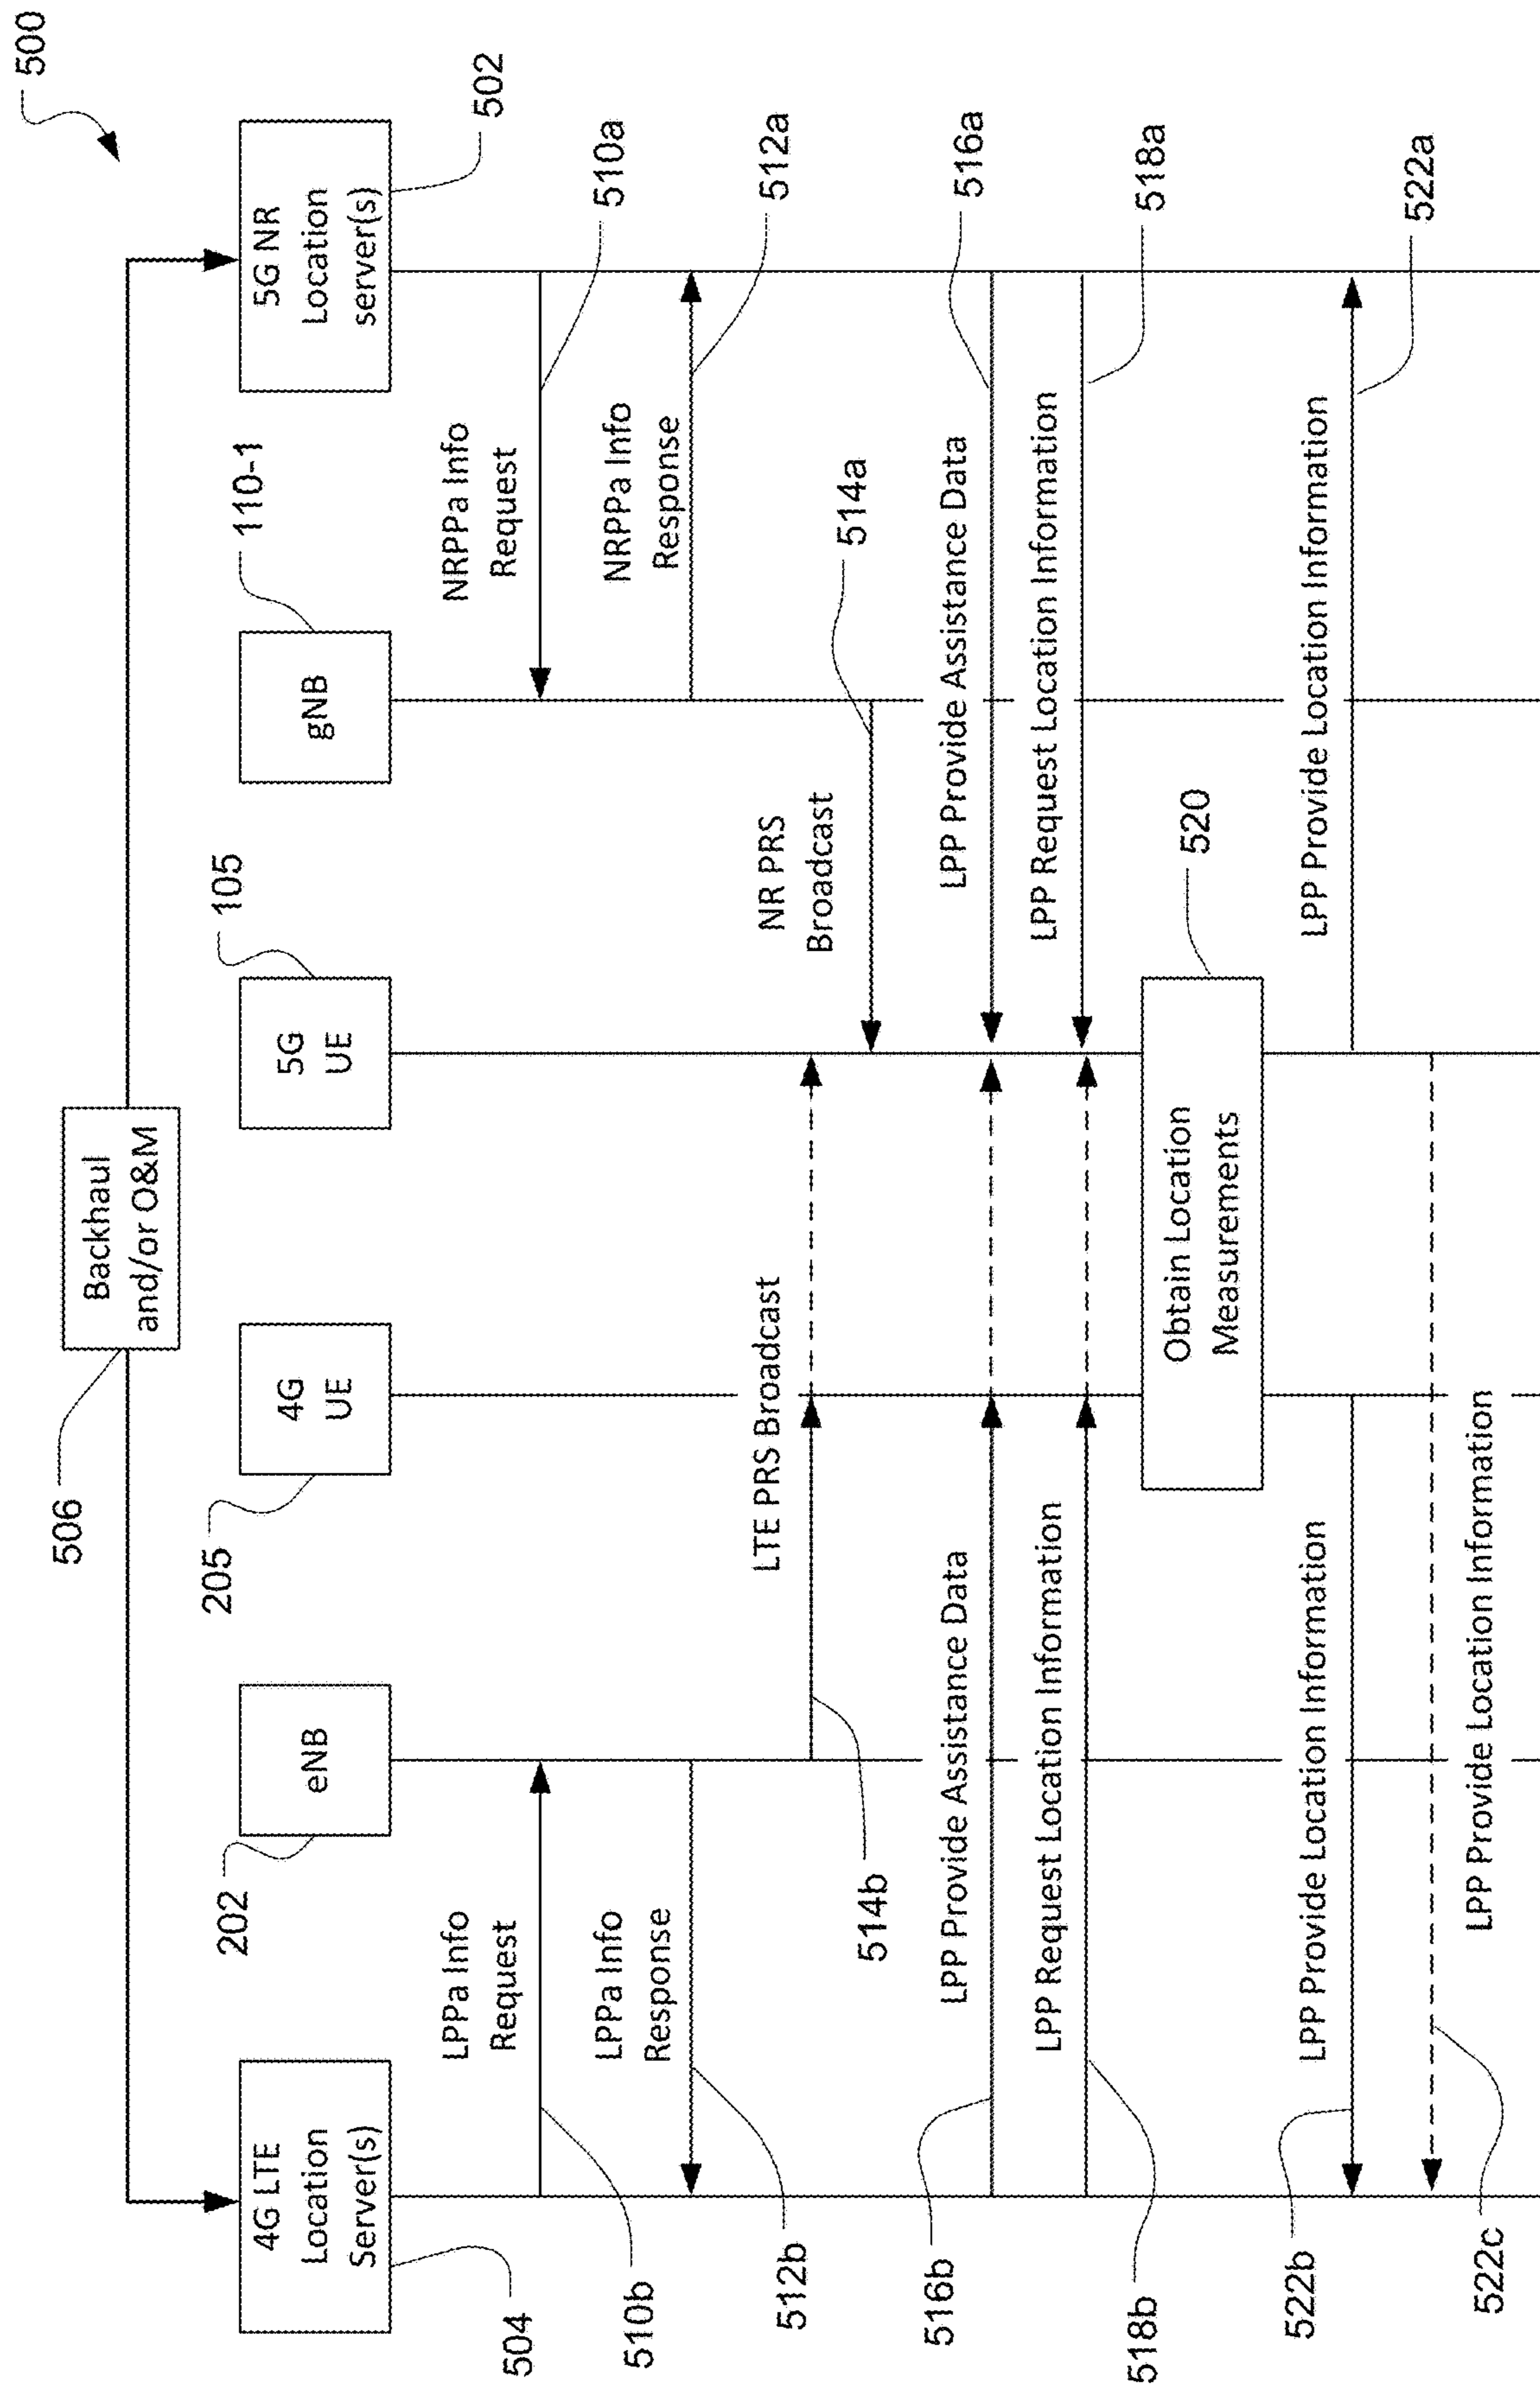 500
Backhaul
and/or O&M
506
4G LTE
Location
Server(s)
504
eNB
202
4G
UE
205
5G
UE
105
gNB
110-1
5G NR
Location
server(s)
502
LPPa Info
Request
510b
NRPPa Info
Request
510a
LPPa Info
Response
512b
NRPPa Info
Response
512a
LTE PRS Broadcast
514b
NR PRS
Broadcast
514a
LPP Provide Assistance Data
516b
LPP Provide Assistance Data
516a
LPP Request Location Information
518b
LPP Request Location Information
518a
Obtain Location
Measurements
520
LPP Provide Location Information
522b
LPP Provide Location Information
522a
LPP Provide Location Information
522c